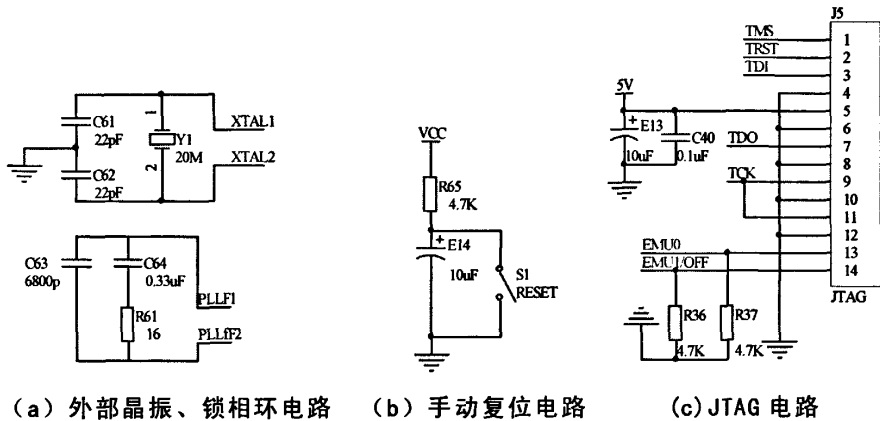 C61
22pF
C62
22pF
1
2
Y1
20M
XTAL1
XTAL2
C63
6800p
C64
0.33uF
R61
16
PLLF1
PLLfF2
(a)外部晶振、锁相环电路
VCC
R65
4.7K
E14
10uF
S1
RESET
(b)手动复位电路
J5
TMS
TRST
TDI
5V
E13
10uF
C40
0.1uF
TDO
TCK
EMU0
EMU1/OFF
1
2
3
4
5
6
7
8
9
10
11
12
13
14
JTAG
R36
4.7K
R37
4.7K
(c)JTAG电路